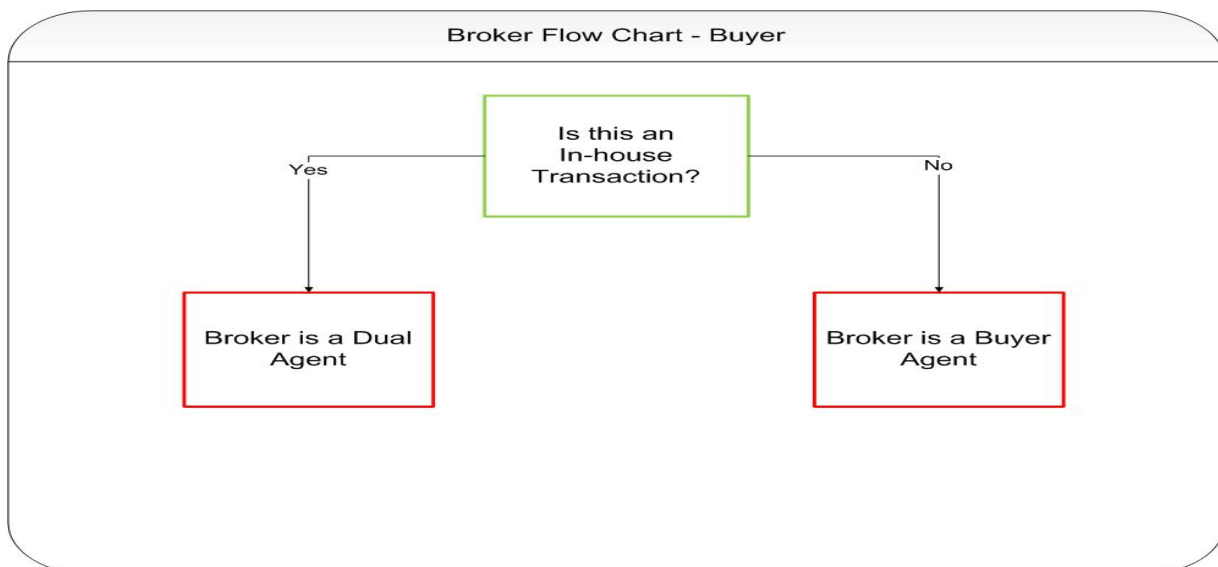 Broker Flow Chart - Buyer
Is this an
In-house
Transaction?
Yes
No
Broker is a Dual
Agent
Broker is a Buyer
Agent